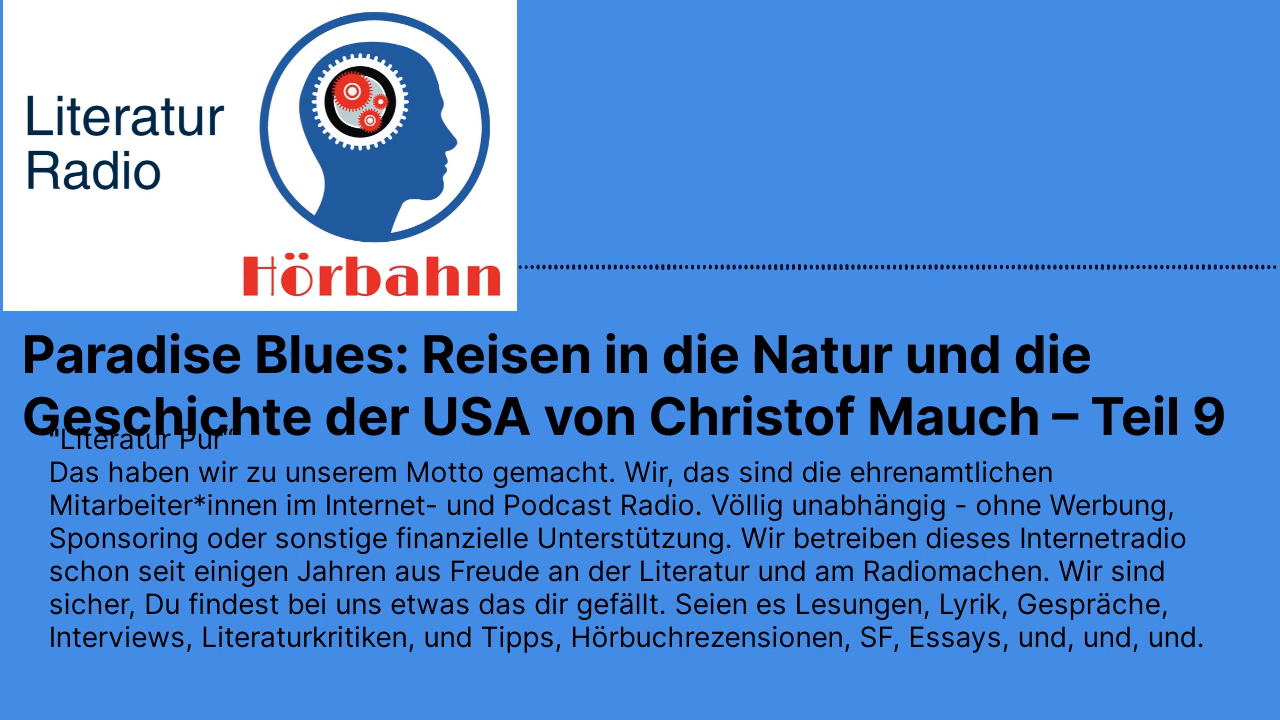 Literatur
Radio
Hörbahn
Paradise Blues: Reisen in die Natur und die
Geschichte der USA von Christof Mauch – Teil 9
"Literatur Pur“
Das haben wir zu unserem Motto gemacht. Wir, das sind die ehrenamtlichen
Mitarbeiter*innen im Internet- und Podcast Radio. Völlig unabhängig - ohne Werbung,
Sponsoring oder sonstige finanzielle Unterstützung. Wir betreiben dieses Internetradio
schon seit einigen Jahren aus Freude an der Literatur und am Radiomachen. Wir sind
sicher, Du findest bei uns etwas das dir gefällt. Seien es Lesungen, Lyrik, Gespräche,
Interviews, Literaturkritiken, und Tipps, Hörbuchrezensionen, SF, Essays, und, und, und.